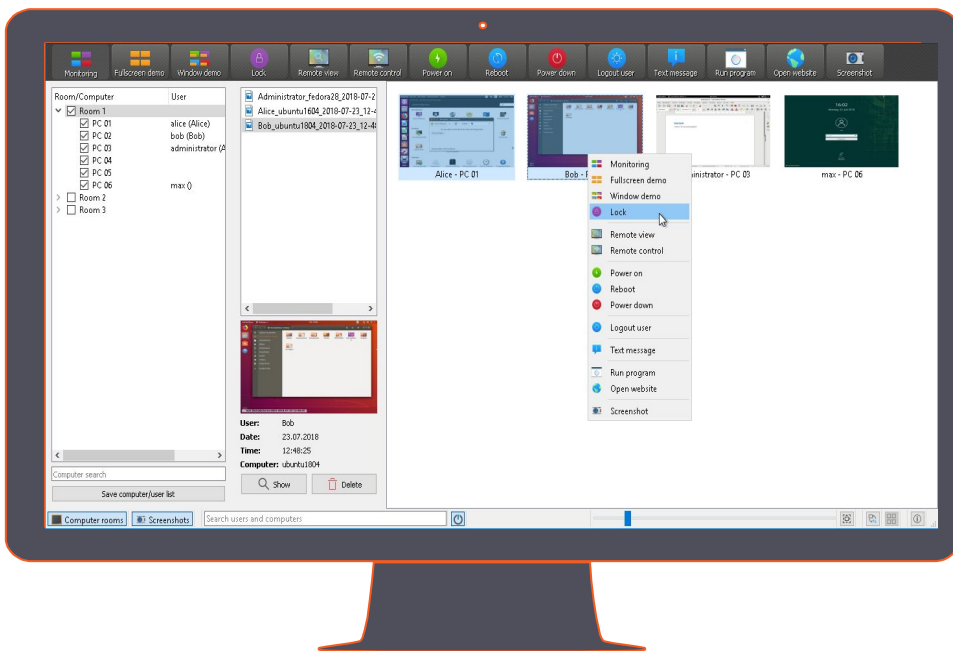 Monitoring
Fullscreen demo
Window demo
Lock
Remote view
Remote control
Power on
Reboot
Power down
Logout user
Text message
Run program
Open website
Screenshot
Room/Computer User
Room 1
PC 01 alice (Alice)
PC 02 bob (Bob)
PC 03 administrator (A
PC 04
PC 05
PC 06 max ()
Room 2
Room 3
Computer search
Save computer/user list
Administrator_fedora28_2018-07-2
Alice_ubuntu1604_2018-07-23_12-4
Bob_ubuntu1804_2018-07-23_12-48
User: Bob
Date: 23.07.2018
Time: 12:48:25
Computer: ubuntu1804
Show
Delete
Alice - PC 01
Bob -
inistrator - PC 03
14:02
max - PC 06
Monitoring
Fullscreen demo
Window demo
Lock
Remote view
Remote control
Power on
Reboot
Power down
Logout user
Text message
Run program
Open website
Screenshot
Computer rooms
Screenshots
Search users and computers